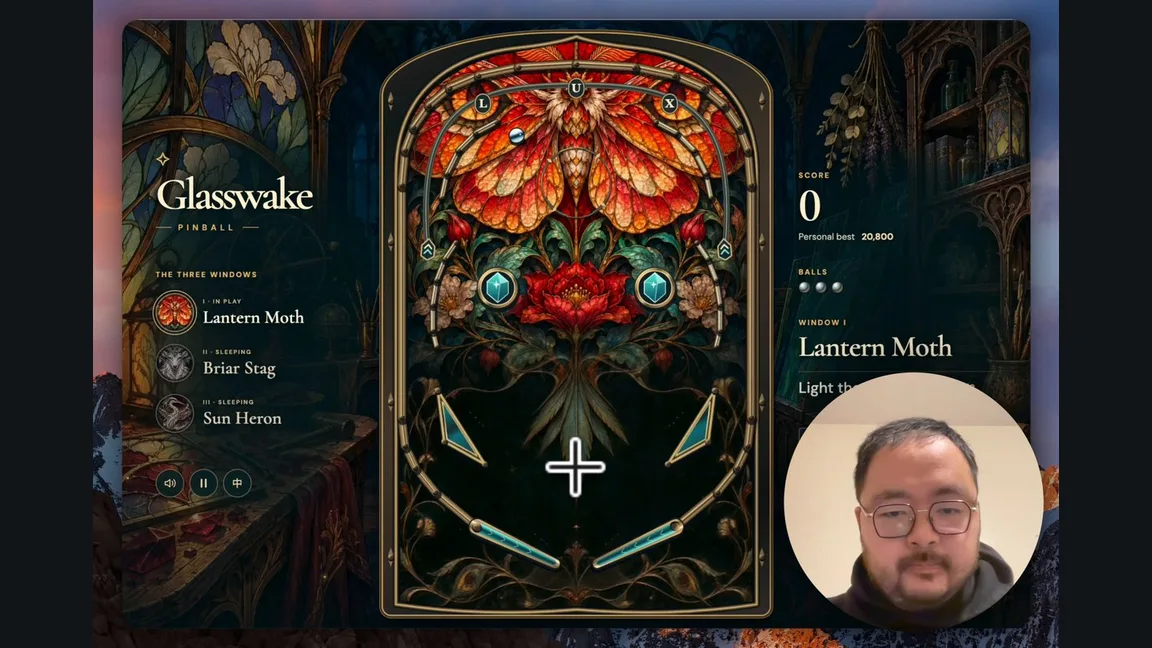 Glasswake
PINBALL
THE THREE WINDOWS
I · IN PLAY
Lantern Moth
II · SLEEPING
Briar Stag
III · SLEEPING
Sun Heron
中
L
U
X
SCORE
0
Personal best 20,800
BALLS
WINDOW I
Lantern Moth
Light